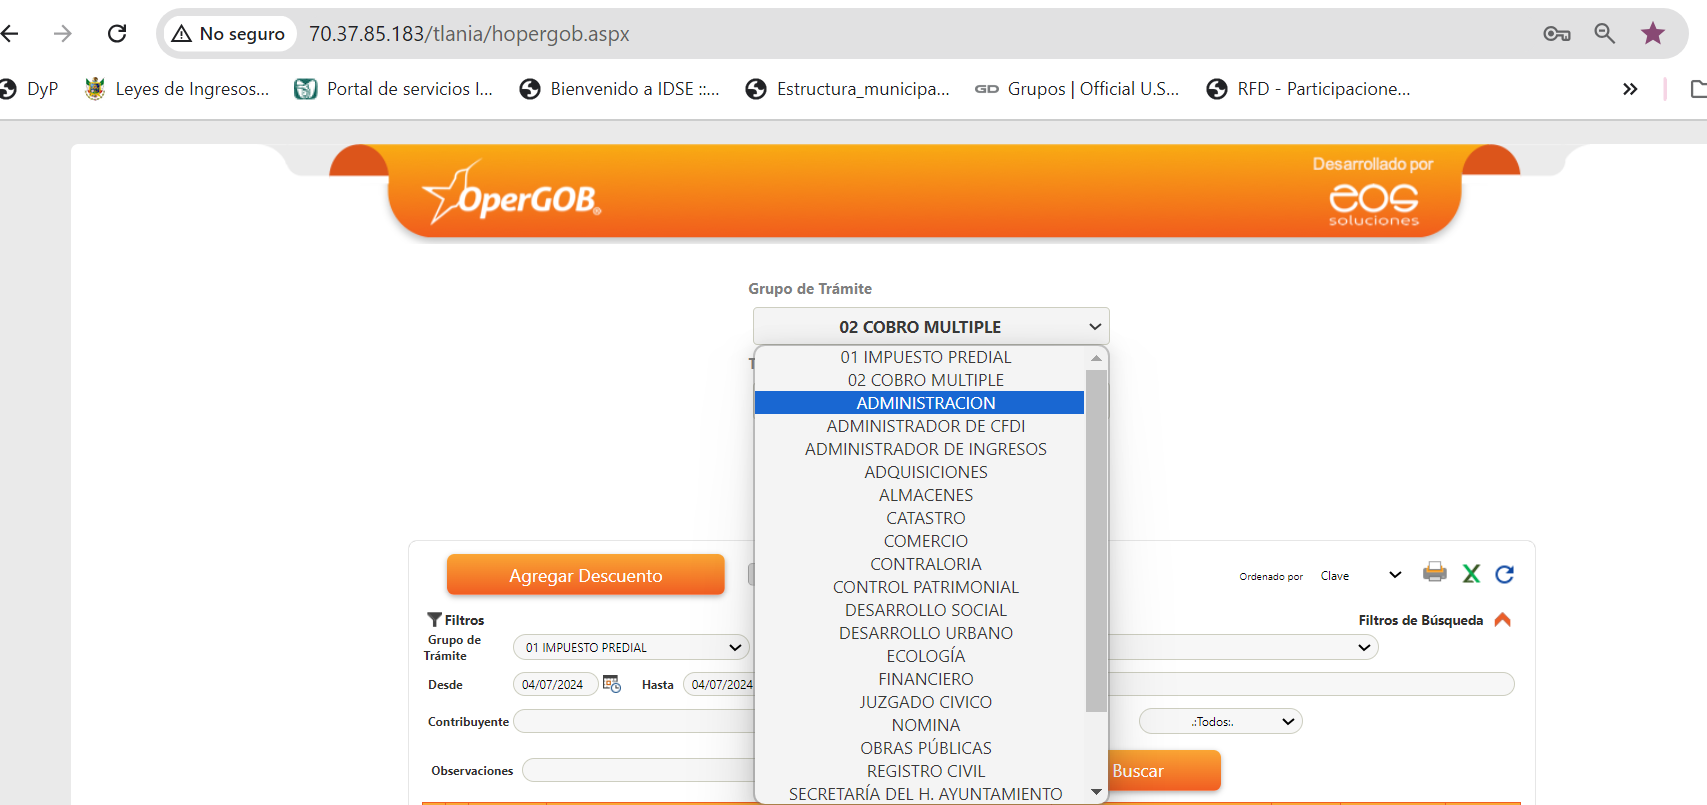 No seguro 70.37.85.183/tlania/hopergob.aspx
DyP Leyes de Ingresos... Portal de servicios I... Bienvenido a IDSE ::... Estructura_municipa... GD Grupos | Official U.S... RFD - Participacione... »
OperGOB®
Desarrollado por
eos
soluciones
Grupo de Trámite
02 COBRO MULTIPLE
01 IMPUESTO PREDIAL
02 COBRO MULTIPLE
ADMINISTRACION
ADMINISTRADOR DE CFDI
ADMINISTRADOR DE INGRESOS
ADQUISICIONES
ALMACENES
CATASTRO
COMERCIO
CONTRALORIA
CONTROL PATRIMONIAL
DESARROLLO SOCIAL
DESARROLLO URBANO
ECOLOGÍA
FINANCIERO
JUZGADO CIVICO
NOMINA
OBRAS PÚBLICAS
REGISTRO CIVIL
SECRETARÍA DEL H. AYUNTAMIENTO
Agregar Descuento
Ordenado por Clave
Filtros
Filtros de Búsqueda
Grupo de
Trámite
01 IMPUESTO PREDIAL
Desde 04/07/2024 Hasta 04/07/2024
Contribuyente
.:Todos:.
Observaciones
Buscar